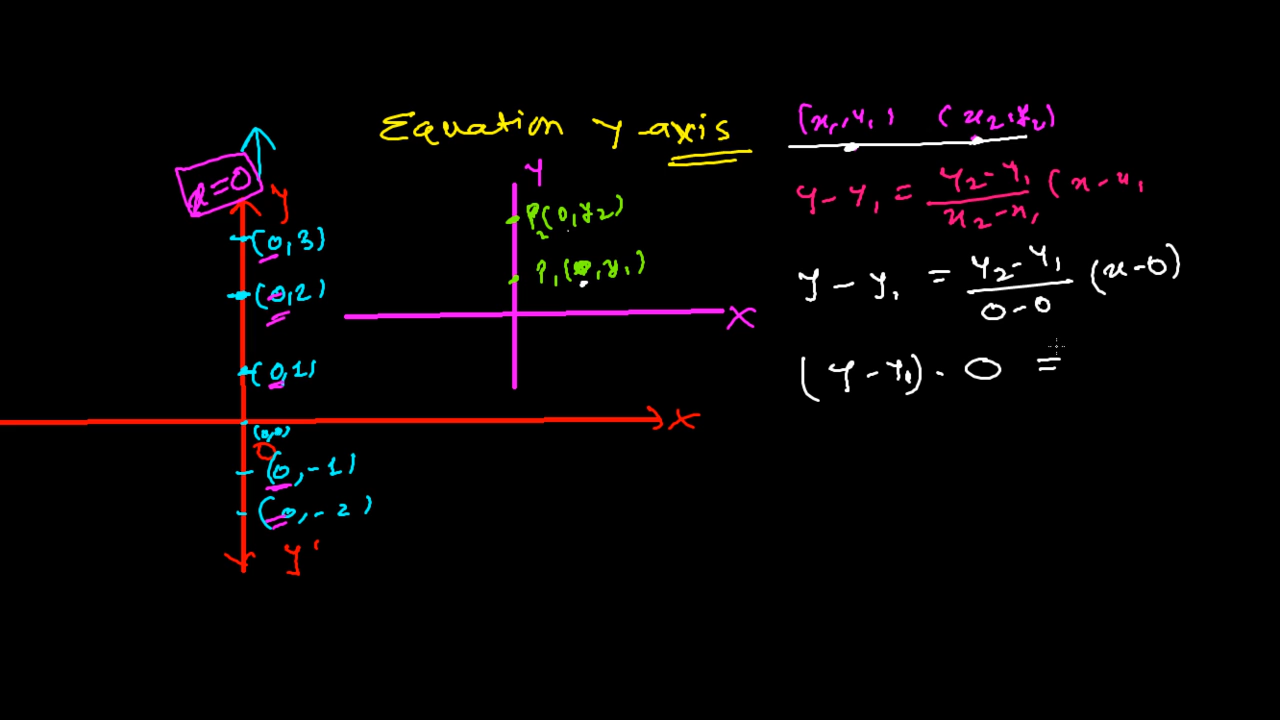 Equation Y axis
(x₁,y₁) (x₂,y₂)
x=0
y
(0,3)
(0,2)
(0,1)
(0,0)
O
(0,-1)
(0,-2)
y'
X
Y
P₂(0,y₂)
P₁(0,y₁)
X
y-y₁ = y₂-y₁/x₂-x₁ (x-x₁
y-y₁ = y₂-y₁/0-0 (x-0)
(y-y₁)·0 =